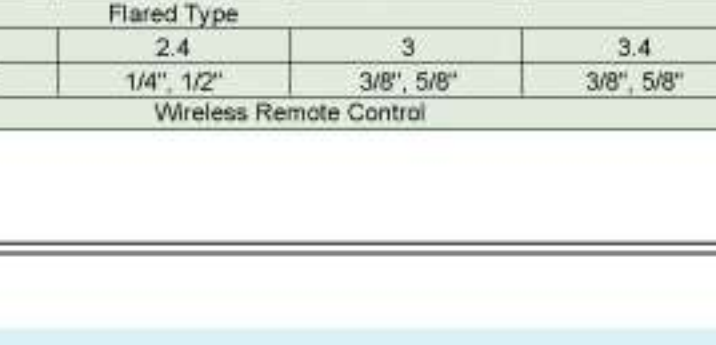 Flared Type
2.4 3 3.4
1/4", 1/2" 3/8", 5/8" 3/8", 5/8"
Wireless Remote Control